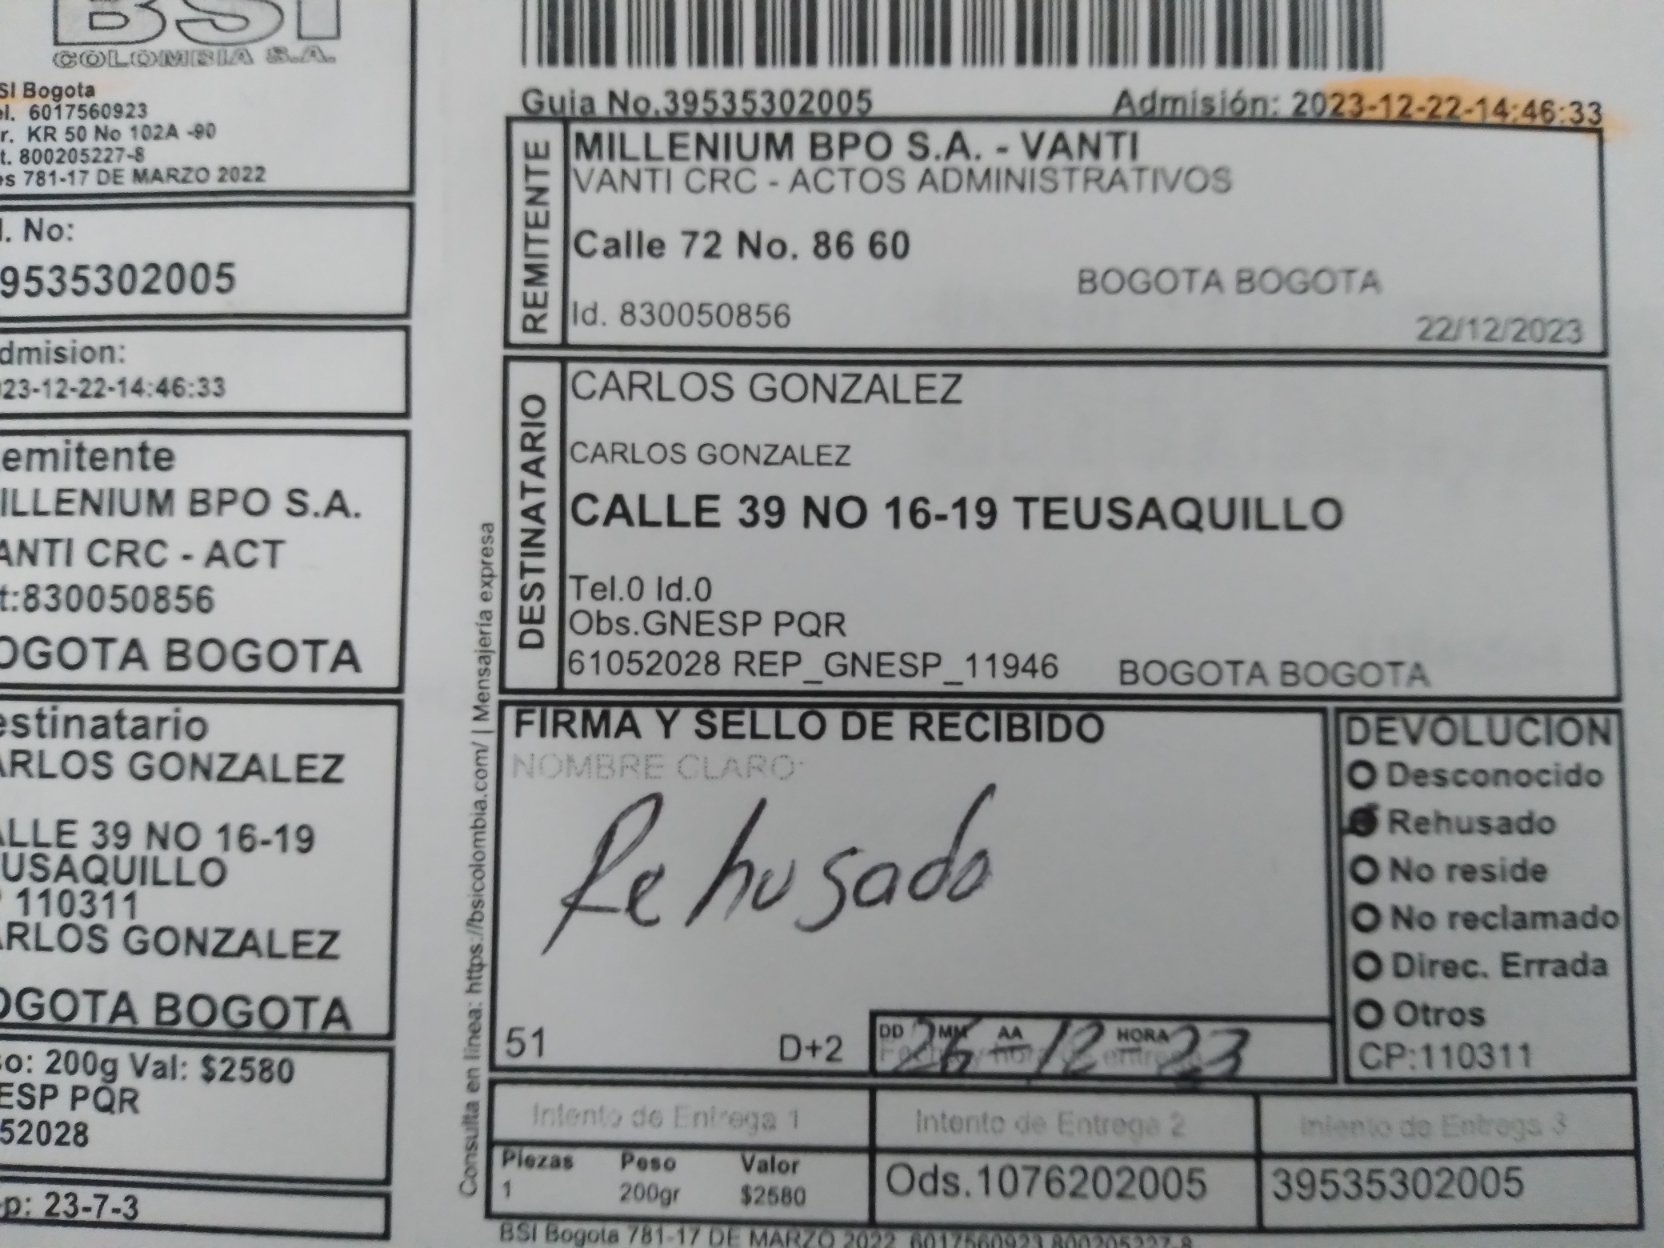 BSI
COLOMBIA S.A.
SI Bogota
el. 6017560923
r. KR 50 No 102A -90
t. 800205227-8
es 781-17 DE MARZO 2022
l. No:
9535302005
dmision:
23-12-22-14:46:33
emitente
ILLENIUM BPO S.A.
ANTI CRC - ACT
t:830050856
OGOTA BOGOTA
estinatario
ARLOS GONZALEZ
ALLE 39 NO 16-19
USAQUILLO
110311
ARLOS GONZALEZ
OGOTA BOGOTA
so: 200g Val: $2580
ESP PQR
52028
p: 23-7-3
Consulta en línea: https://bsicolombia.com/ | Mensajería expresa
Guia No.39535302005
Admisión: 2023-12-22-14:46:33
REMITENTE
MILLENIUM BPO S.A. - VANTI
VANTI CRC - ACTOS ADMINISTRATIVOS
Calle 72 No. 86 60
BOGOTA BOGOTA
Id. 830050856
22/12/2023
DESTINATARIO
CARLOS GONZALEZ
CARLOS GONZALEZ
CALLE 39 NO 16-19 TEUSAQUILLO
Tel.0 Id.0
Obs.GNESP PQR
61052028 REP_GNESP_11946
BOGOTA BOGOTA
FIRMA Y SELLO DE RECIBIDO
NOMBRE CLARO
Rehusado
51
D+2
DD MM AA HORA
Fecha y hora de entrega
26 12 23
DEVOLUCION
Desconocido
Rehusado
No reside
No reclamado
Direc. Errada
Otros
CP:110311
Intento de Entrega 1
Intento de Entrega 2
Intento de Entrega 3
Piezas Peso Valor
1 200gr $2580
Ods.1076202005
39535302005
BSI Bogota 781-17 DE MARZO 2022 6017560923 800205227-8